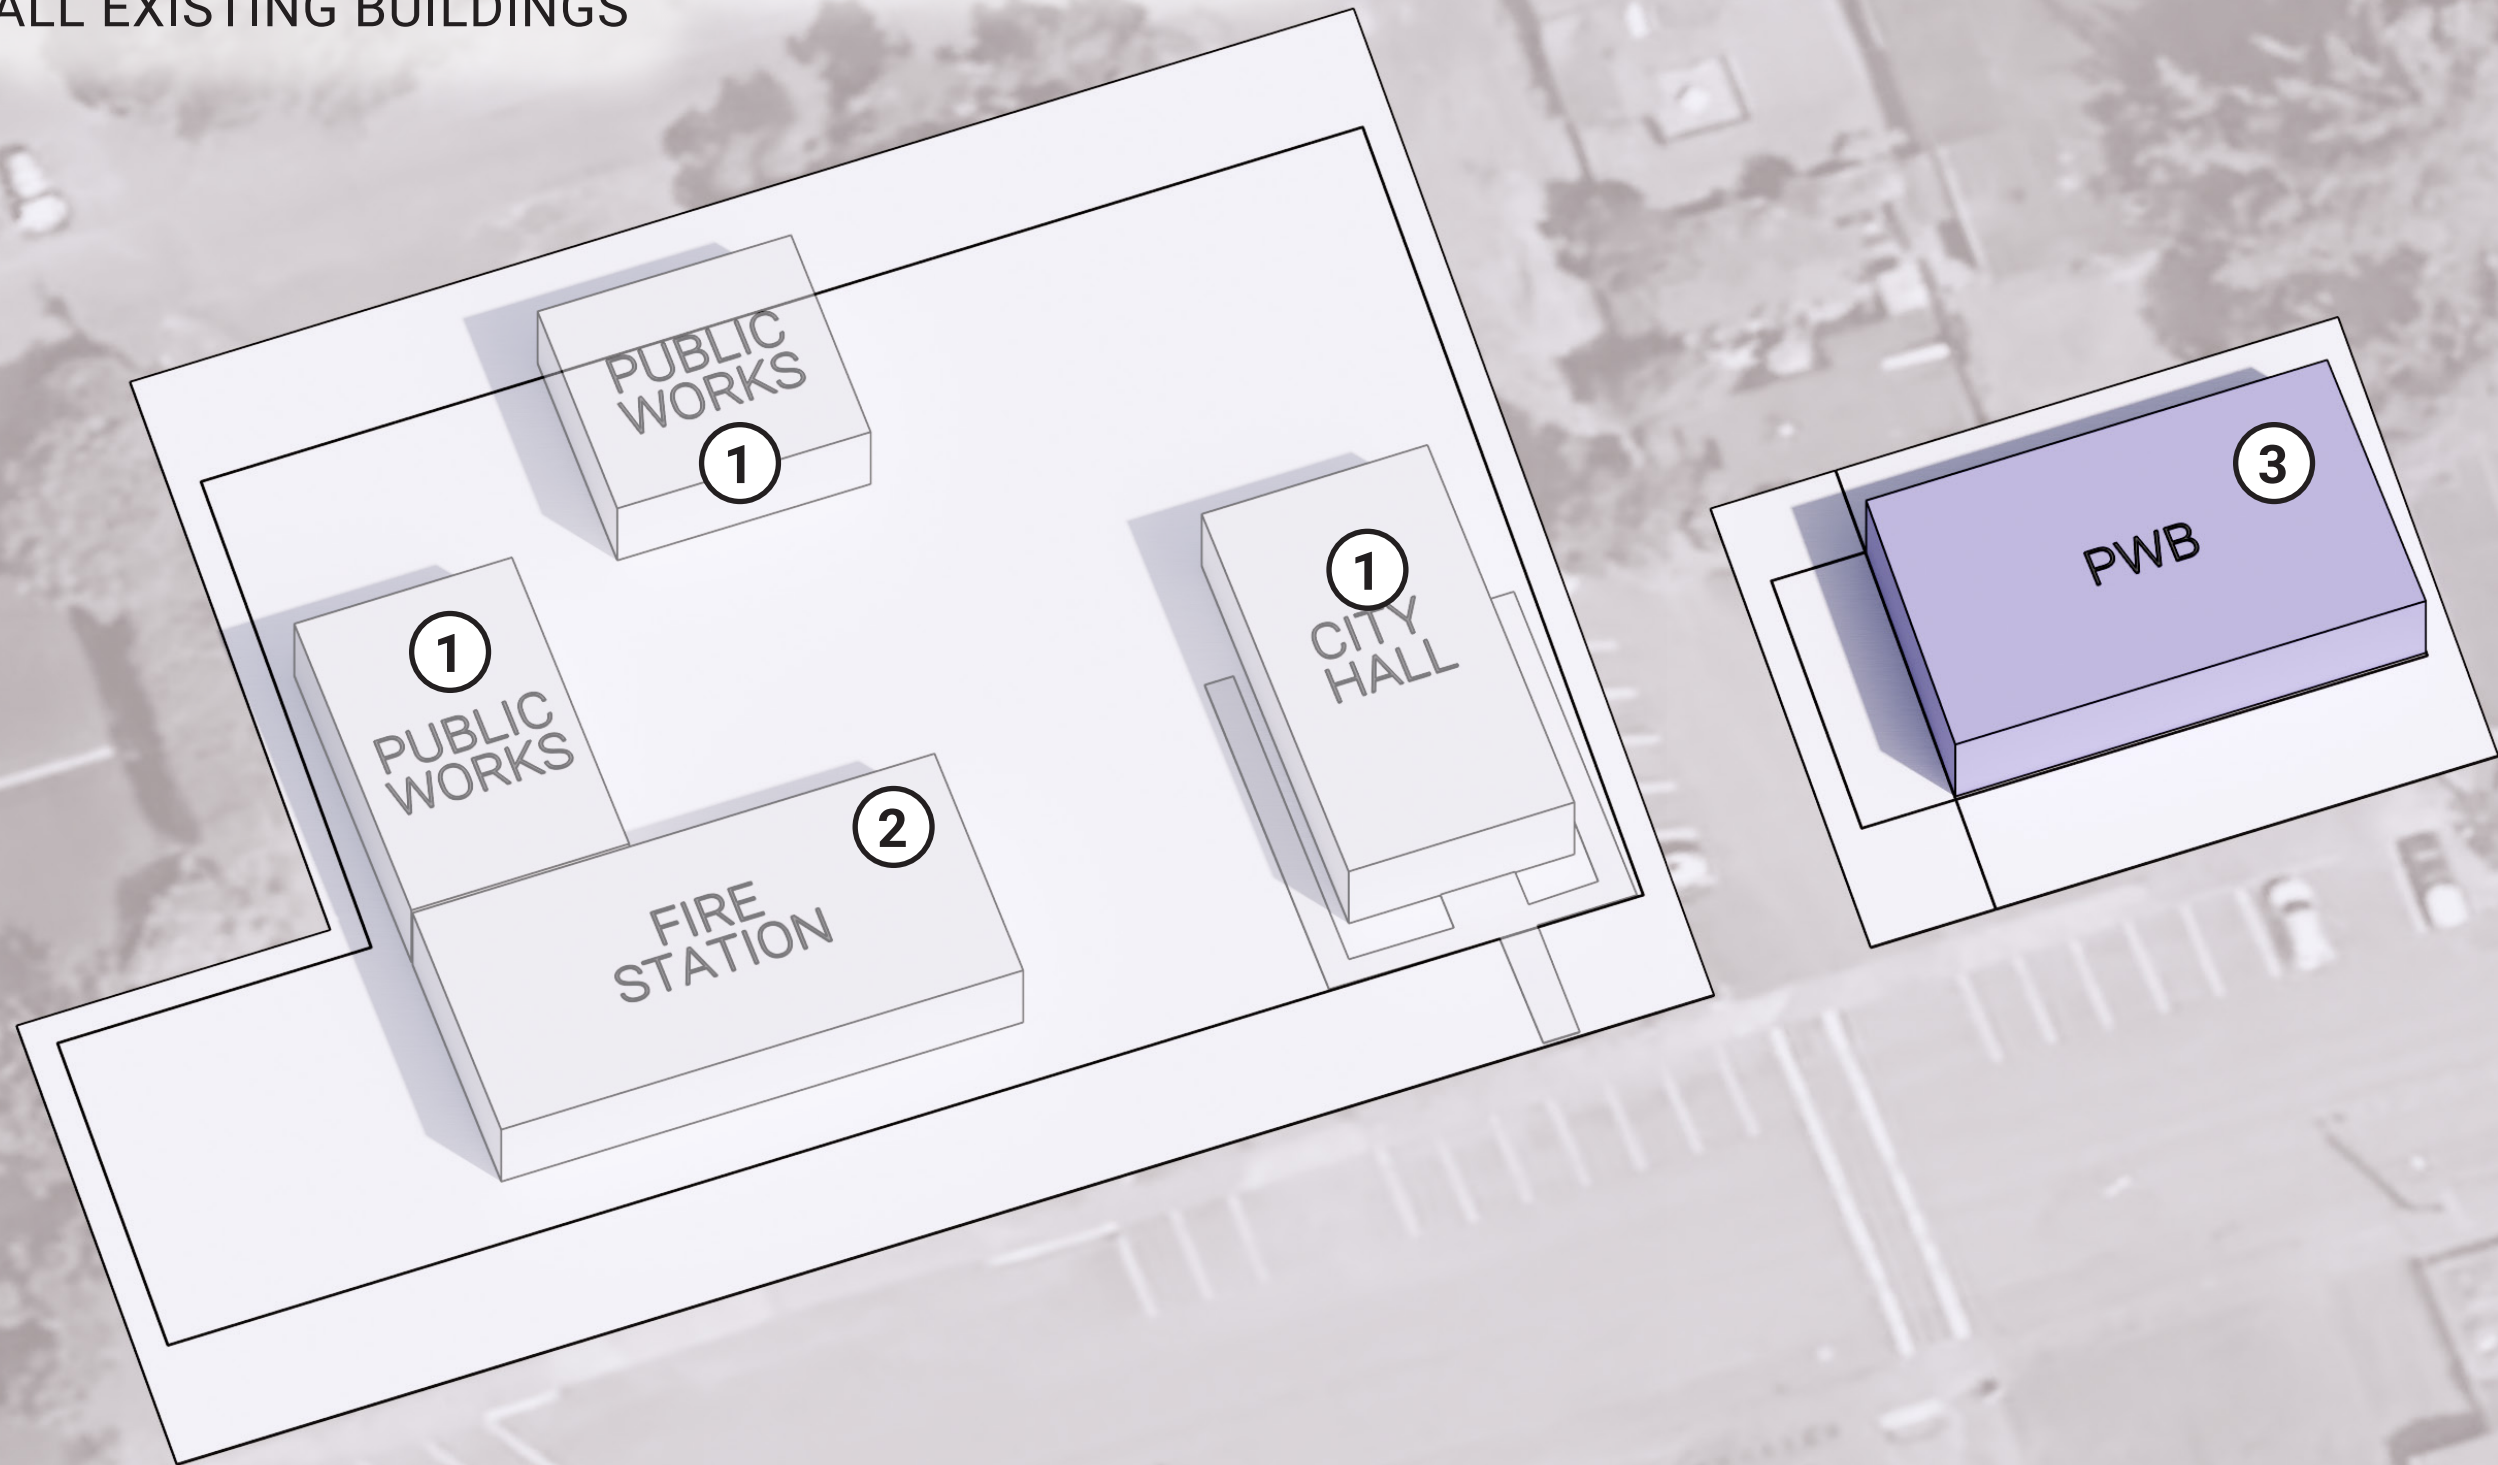 ALL EXISTING BUILDINGS
PUBLIC
WORKS
1
3
PWB
1
CITY
HALL
1
PUBLIC
WORKS
2
FIRE
STATION